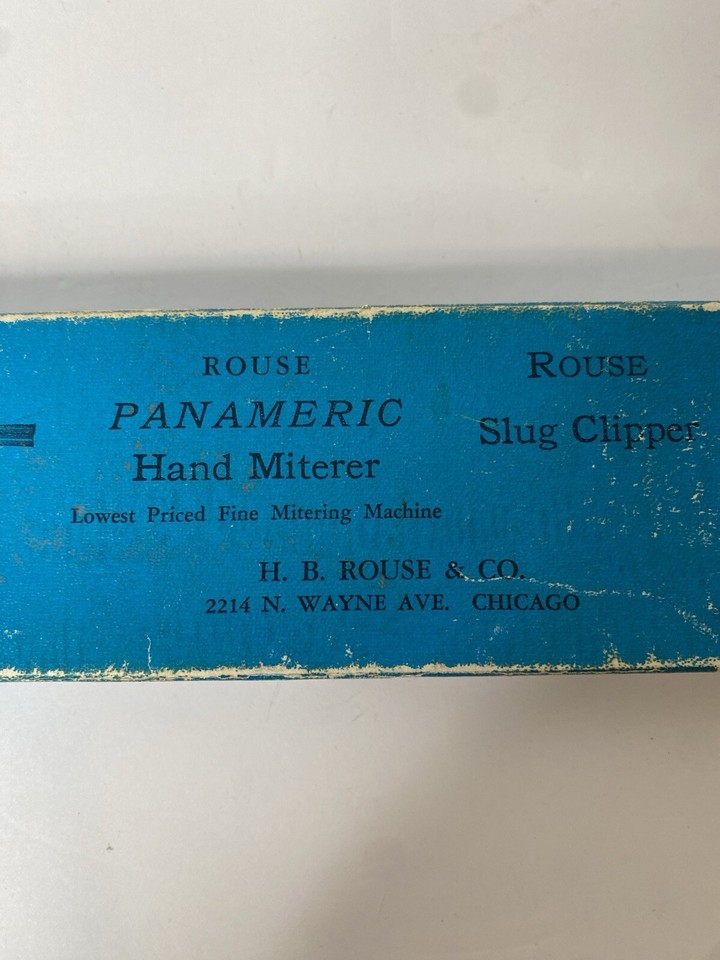 ROUSE
PANAMERIC
Hand Miterer
Lowest Priced Fine Mitering Machine
ROUSE
Slug Clipper
H. B. ROUSE & CO.
2214 N. WAYNE AVE. CHICAGO